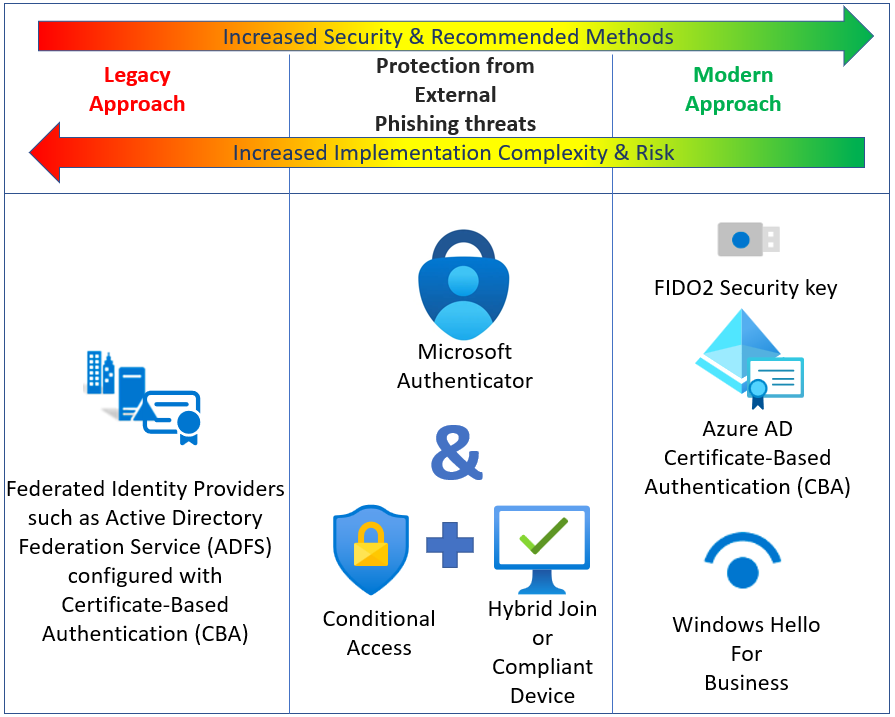 Increased Security & Recommended Methods
Legacy
Approach
Protection from
External
Phishing threats
Modern
Approach
Increased Implementation Complexity & Risk
Federated Identity Providers
such as Active Directory
Federation Service (ADFS)
configured with
Certificate-Based
Authentication (CBA)
Microsoft
Authenticator
&
Conditional
Access
Hybrid Join
or
Compliant
Device
FIDO2 Security key
Azure AD
Certificate-Based
Authentication (CBA)
Windows Hello
For
Business